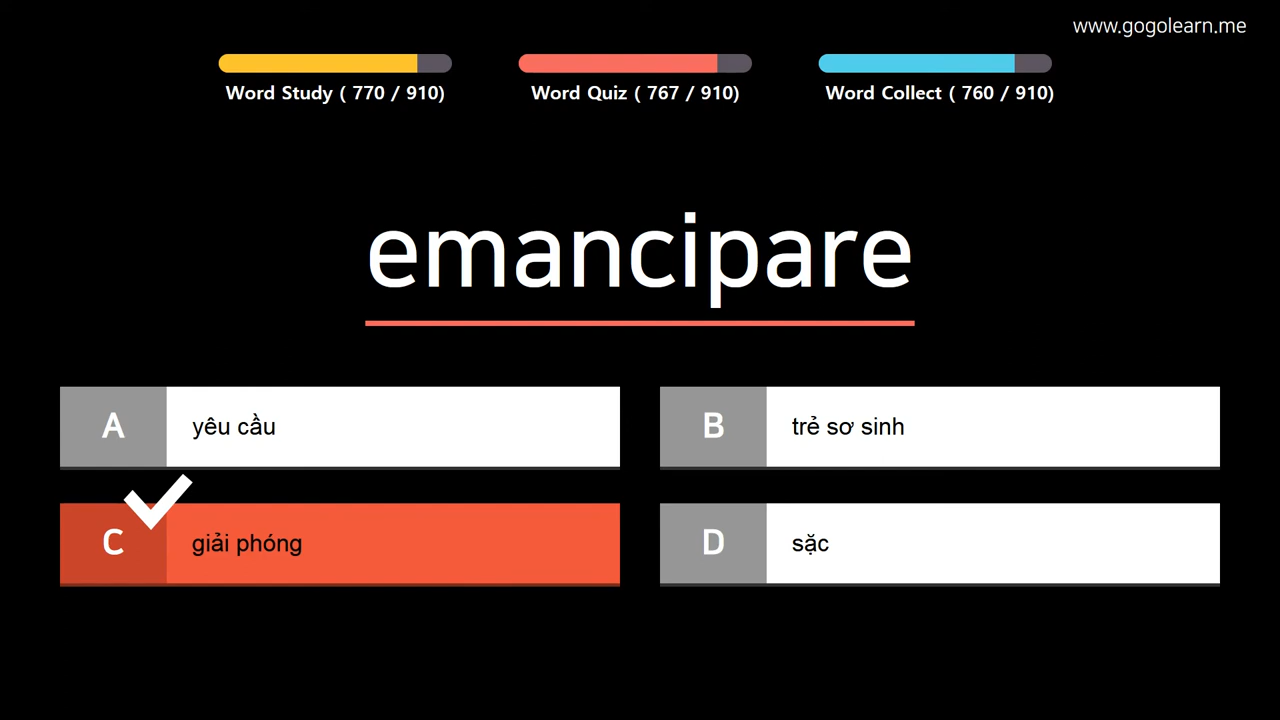 www.gogolearn.me
Word Study ( 770 / 910)
Word Quiz ( 767 / 910)
Word Collect ( 760 / 910)
emancipare
A yêu cầu
B trẻ sơ sinh
C giải phóng
D sặc